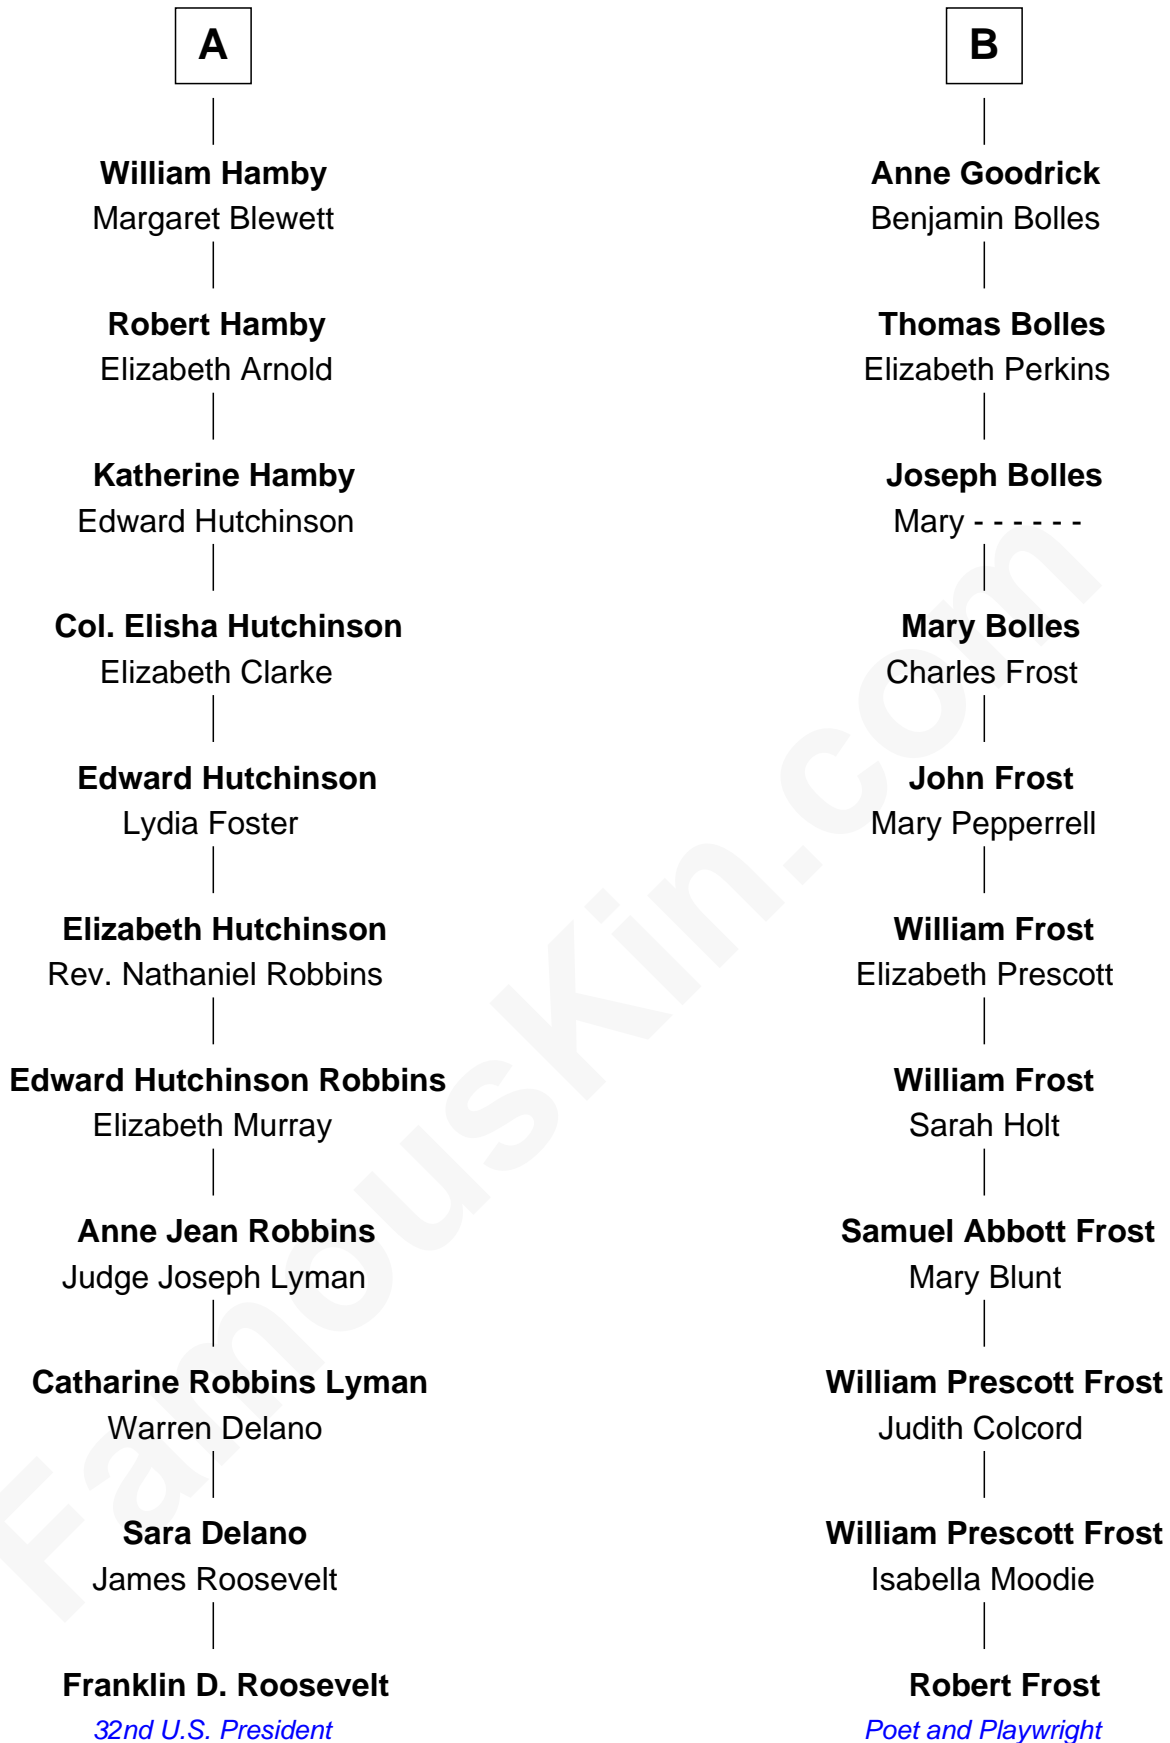 A
William Hamby
Margaret Blewett
Robert Hamby
Elizabeth Arnold
Katherine Hamby
Edward Hutchinson
Col. Elisha Hutchinson
Elizabeth Clarke
Edward Hutchinson
Lydia Foster
Elizabeth Hutchinson
Rev. Nathaniel Robbins
Edward Hutchinson Robbins
Elizabeth Murray
Anne Jean Robbins
Judge Joseph Lyman
Catharine Robbins Lyman
Warren Delano
Sara Delano
James Roosevelt
Franklin D. Roosevelt
32nd U.S. President
B
Anne Goodrick
Benjamin Bolles
Thomas Bolles
Elizabeth Perkins
Joseph Bolles
Mary - - - - - -
Mary Bolles
Charles Frost
John Frost
Mary Pepperrell
William Frost
Elizabeth Prescott
William Frost
Sarah Holt
Samuel Abbott Frost
Mary Blunt
William Prescott Frost
Judith Colcord
William Prescott Frost
Isabella Moodie
Robert Frost
Poet and Playwright
FamousKin.com